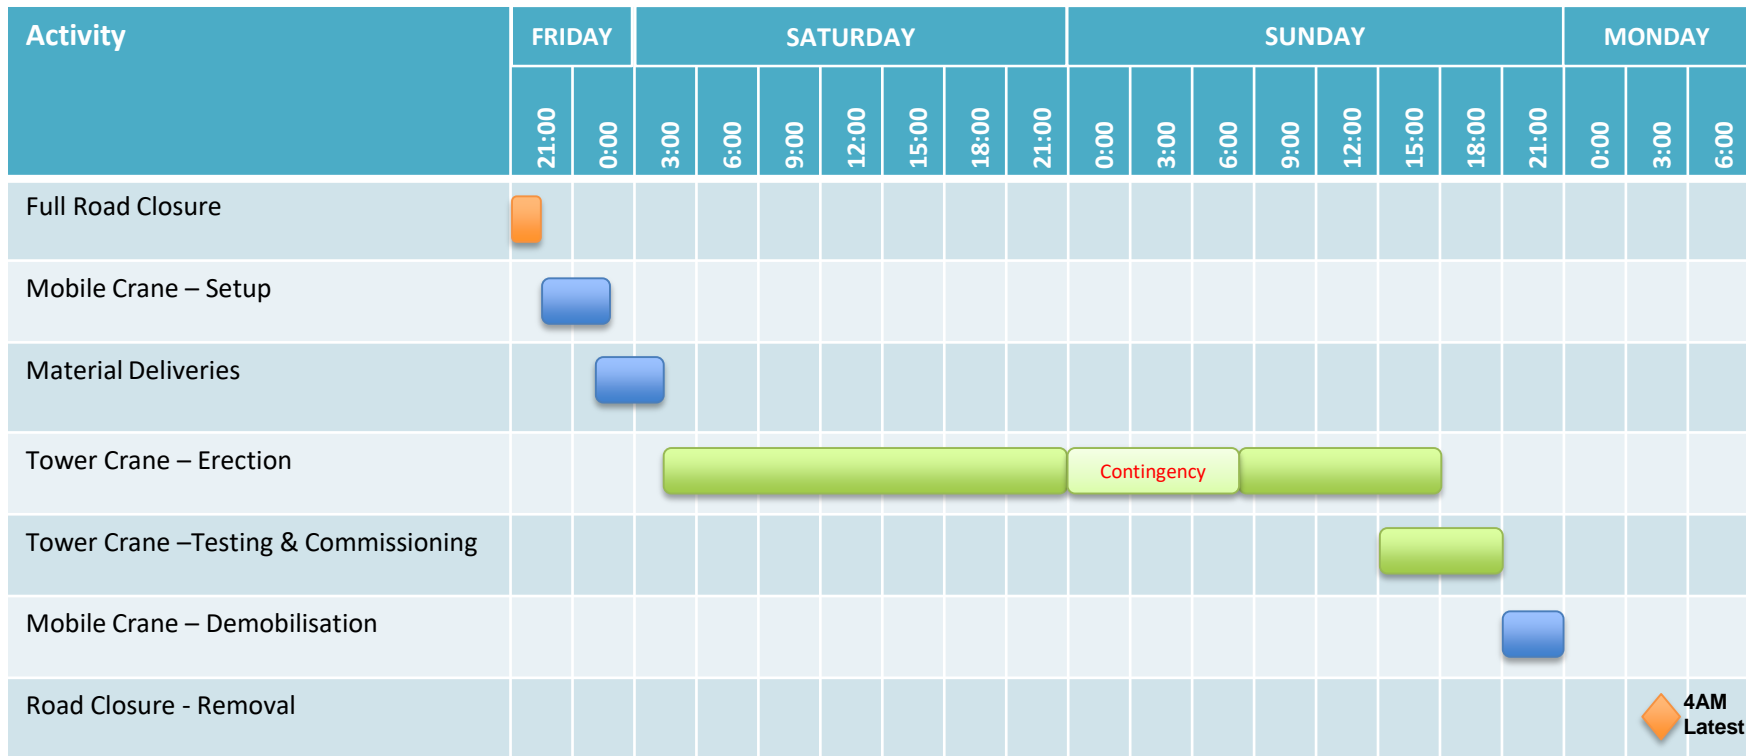 Activity
FRIDAY
SATURDAY
SUNDAY
MONDAY
21:00
0:00
3:00
6:00
9:00
12:00
15:00
18:00
21:00
0:00
3:00
6:00
9:00
12:00
15:00
18:00
21:00
0:00
3:00
6:00
Full Road Closure
Mobile Crane – Setup
Material Deliveries
Tower Crane – Erection
Contingency
Tower Crane –Testing & Commissioning
Mobile Crane – Demobilisation
Road Closure - Removal
4AM
Latest